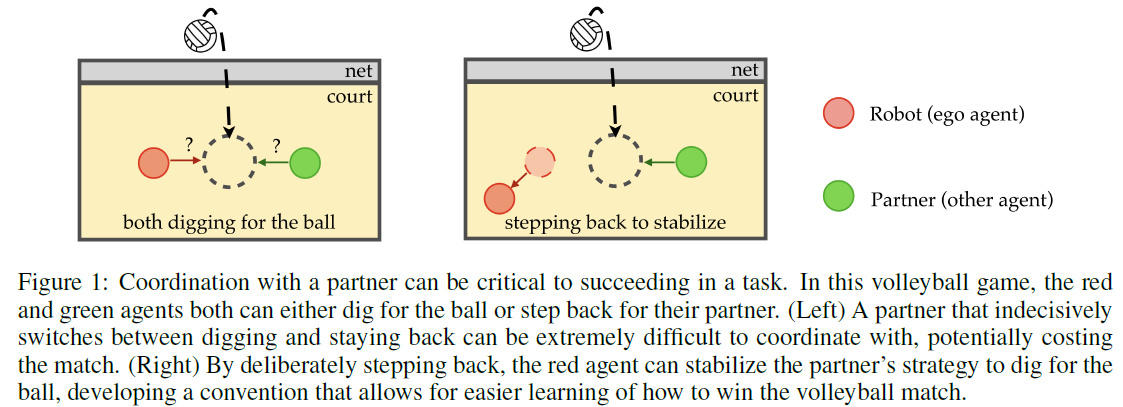 net
court
? ?
both digging for the ball
net
court
stepping back to stabilize
Robot (ego agent)
Partner (other agent)
Figure 1: Coordination with a partner can be critical to succeeding in a task. In this volleyball game, the red
and green agents both can either dig for the ball or step back for their partner. (Left) A partner that indecisively
switches between digging and staying back can be extremely difficult to coordinate with, potentially costing
the match. (Right) By deliberately stepping back, the red agent can stabilize the partner's strategy to dig for the
ball, developing a convention that allows for easier learning of how to win the volleyball match.